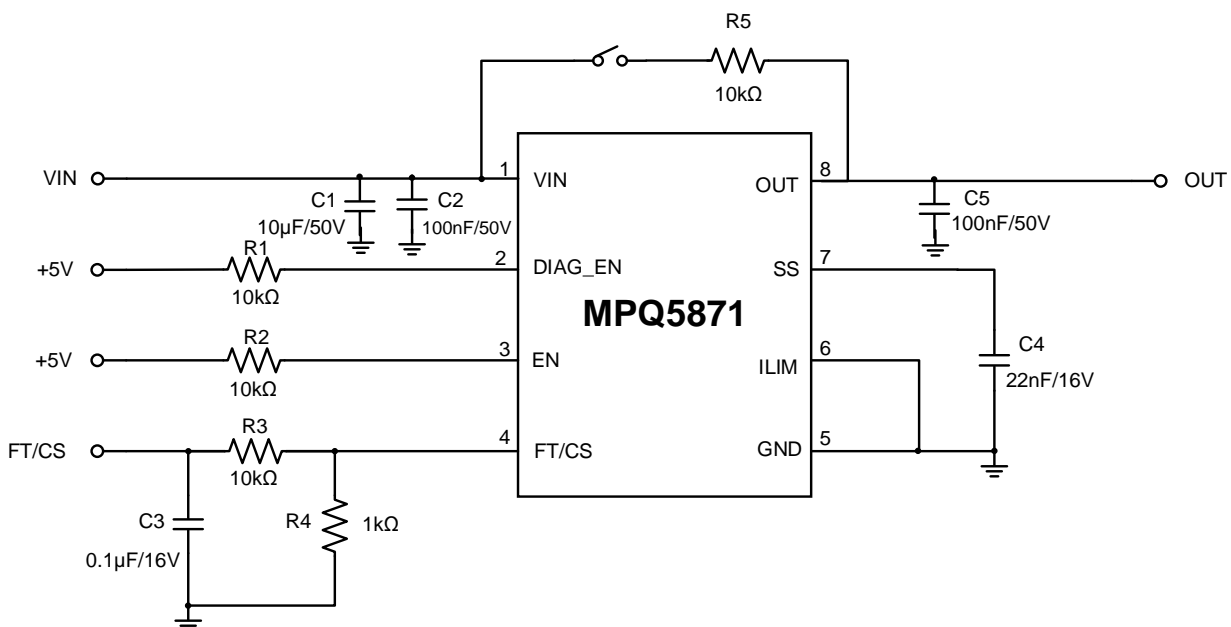 R5
10kΩ
VIN
1
VIN
OUT
8
OUT
C1
10µF/50V
C2
100nF/50V
C5
100nF/50V
+5V
R1
10kΩ
2
DIAG_EN
SS
7
MPQ5871
+5V
R2
10kΩ
3
EN
ILIM
6
C4
22nF/16V
FT/CS
R3
10kΩ
4
FT/CS
GND
5
C3
0.1µF/16V
R4
1kΩ